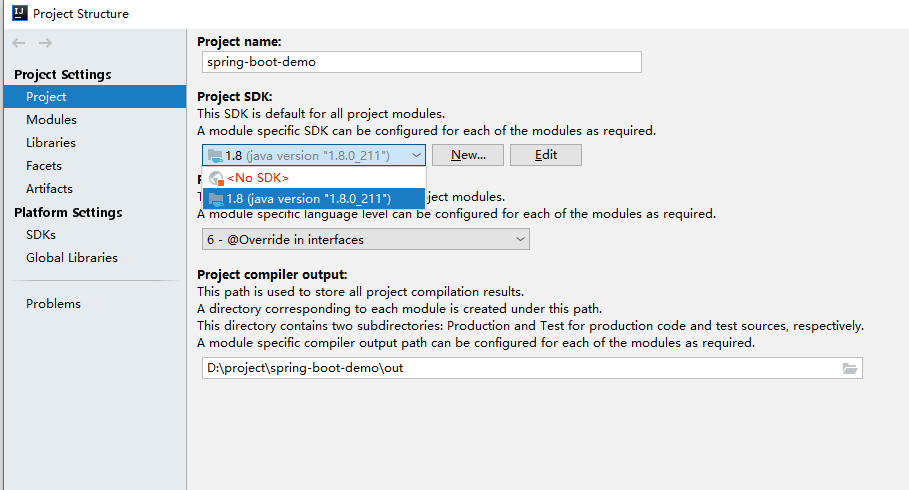 IJ
Project Structure
Project Settings
Project
Modules
Libraries
Facets
Artifacts
Platform Settings
SDKs
Global Libraries
Problems
Project name:
spring-boot-demo
Project SDK:
This SDK is default for all project modules.
A module specific SDK can be configured for each of the modules as required.
1.8 (java version "1.8.0_211")
New...
Edit
<No SDK>
1.8 (java version "1.8.0_211")
ject modules.
A module specific language level can be configured for each of the modules as required.
6 - @Override in interfaces
Project compiler output:
This path is used to store all project compilation results.
A directory corresponding to each module is created under this path.
This directory contains two subdirectories: Production and Test for production code and test sources, respectively.
A module specific compiler output path can be configured for each of the modules as required.
D:\project\spring-boot-demo\out